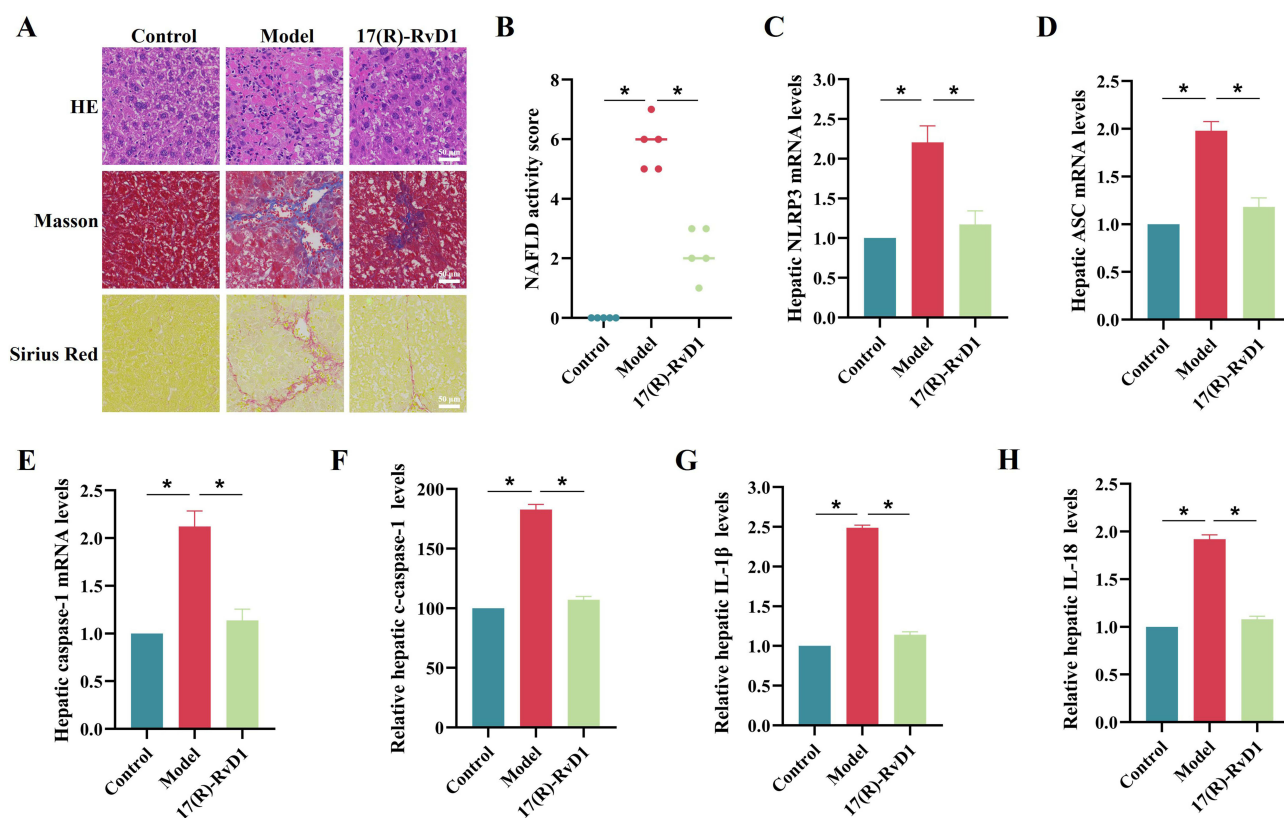 A
Control Model 17(R)-RvD1
HE
50 μm
Masson
50 μm
Sirius Red
50 μm
B
NAFLD activity score
8
6
4
2
0
* *
Control
Model
17(R)-RvD1
C
Hepatic NLRP3 mRNA levels
3.0
2.5
2.0
1.5
1.0
0.5
0.0
* *
Control
Model
17(R)-RvD1
D
Hepatic ASC mRNA levels
2.5
2.0
1.5
1.0
0.5
0.0
* *
Control
Model
17(R)-RvD1
E
Hepatic caspase-1 mRNA levels
2.5
2.0
1.5
1.0
0.5
0.0
* *
Control
Model
17(R)-RvD1
F
Relative hepatic c-caspase-1 levels
200
150
100
50
0
* *
Control
Model
17(R)-RvD1
G
Relative hepatic IL-1β levels
3.0
2.5
2.0
1.5
1.0
0.5
0.0
* *
Control
Model
17(R)-RvD1
H
Relative hepatic IL-18 levels
2.5
2.0
1.5
1.0
0.5
0.0
* *
Control
Model
17(R)-RvD1